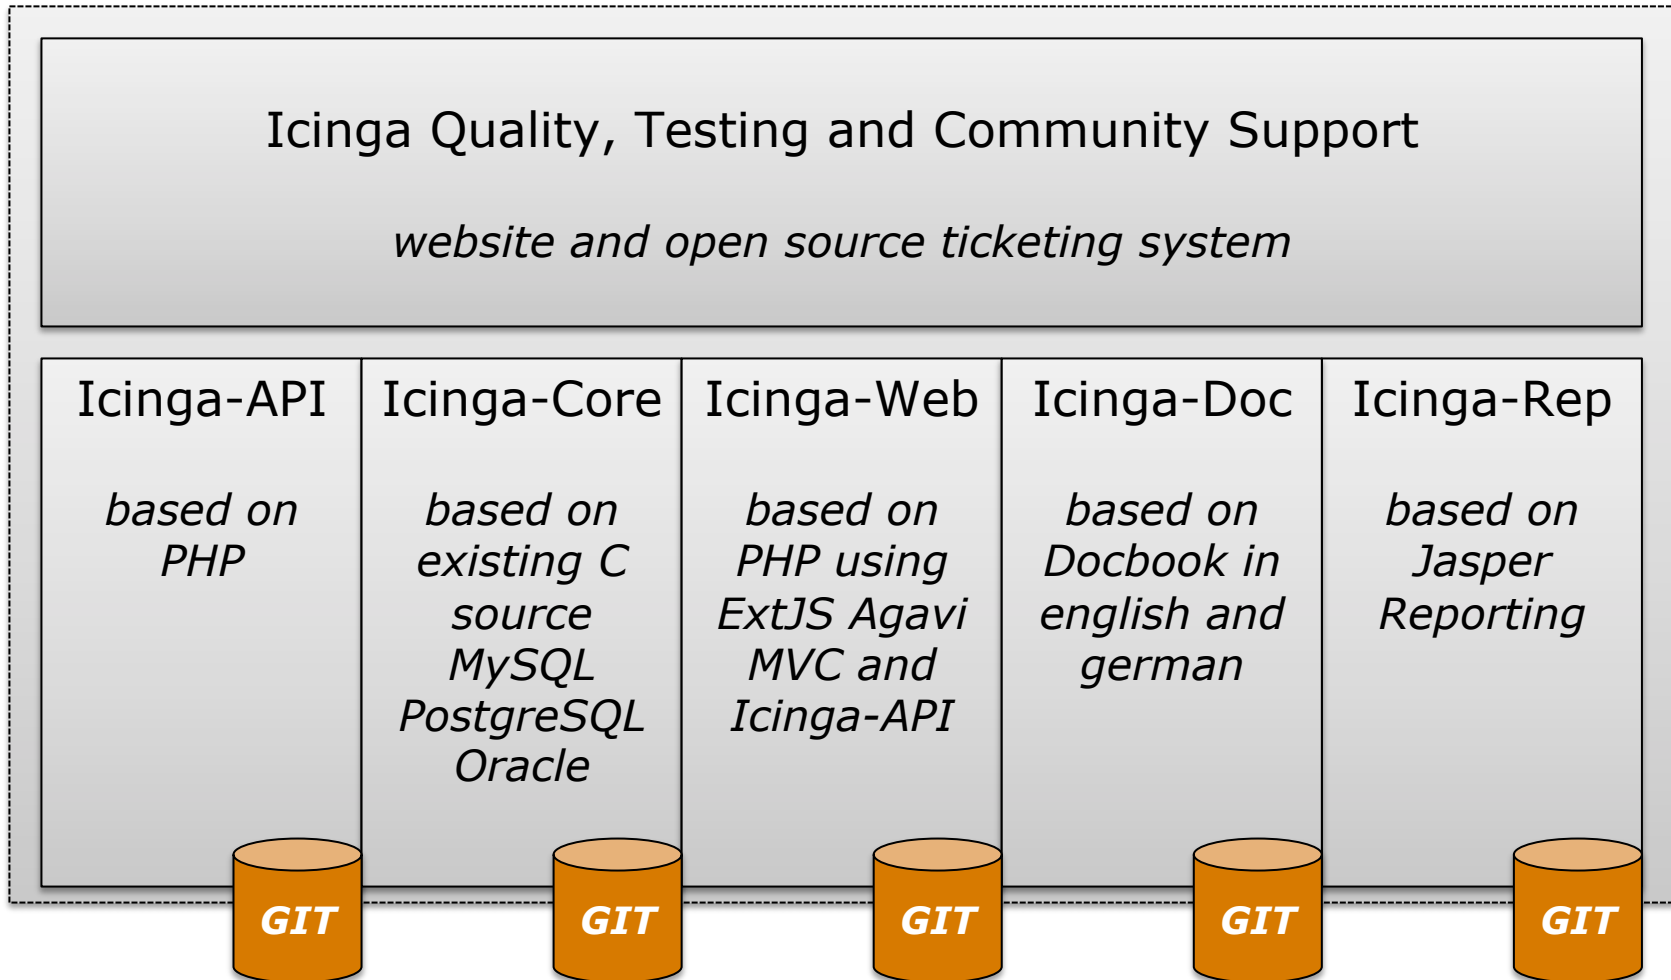 Icinga Quality, Testing and Community Support
website and open source ticketing system
Icinga-API
based on
PHP
GIT
Icinga-Core
based on
existing C
source
MySQL
PostgreSQL
Oracle
GIT
Icinga-Web
based on
PHP using
ExtJS Agavi
MVC and
Icinga-API
GIT
Icinga-Doc
based on
Docbook in
english and
german
GIT
Icinga-Rep
based on
Jasper
Reporting
GIT